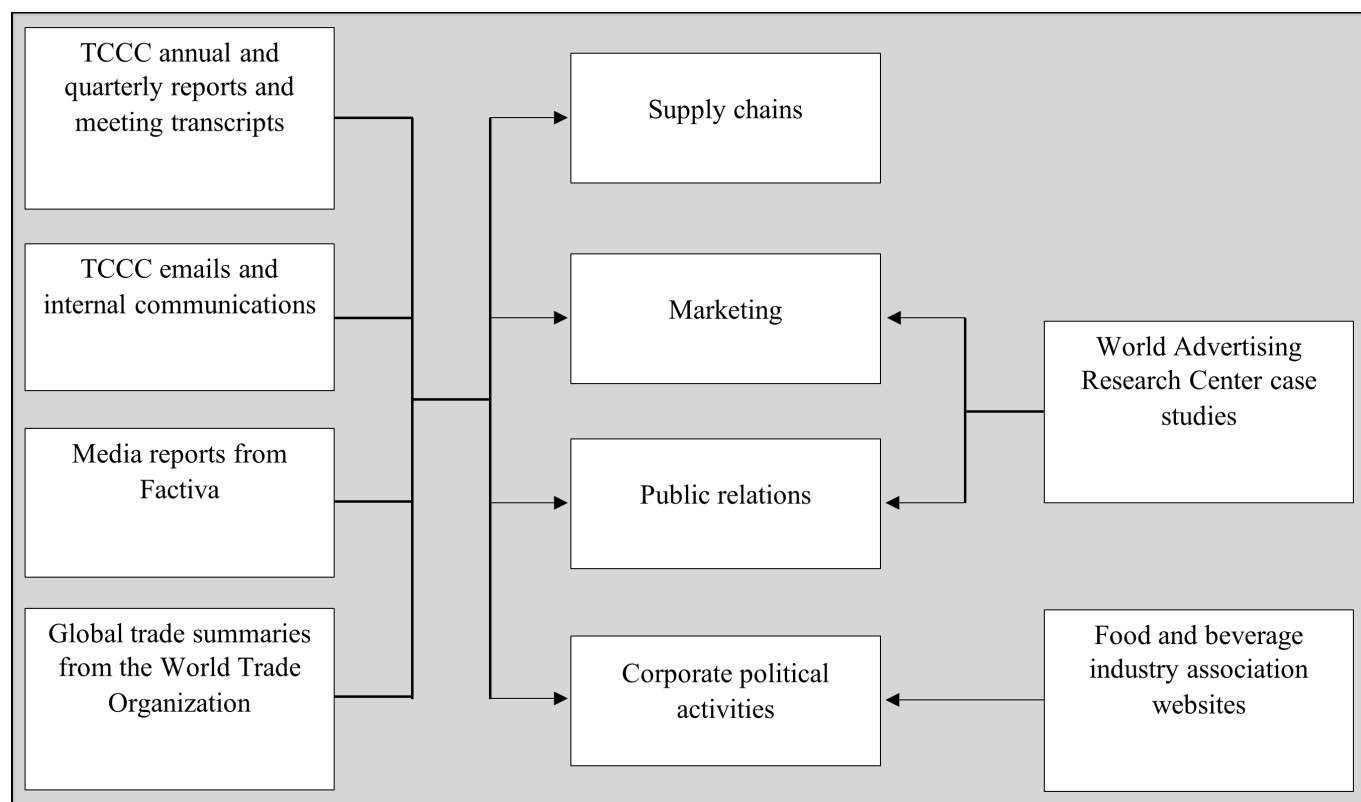 TCCC annual and
quarterly reports and
meeting transcripts
TCCC emails and
internal communications
Media reports from
Factiva
Global trade summaries
from the World Trade
Organization
Supply chains
Marketing
Public relations
Corporate political
activities
World Advertising
Research Center case
studies
Food and beverage
industry association
websites